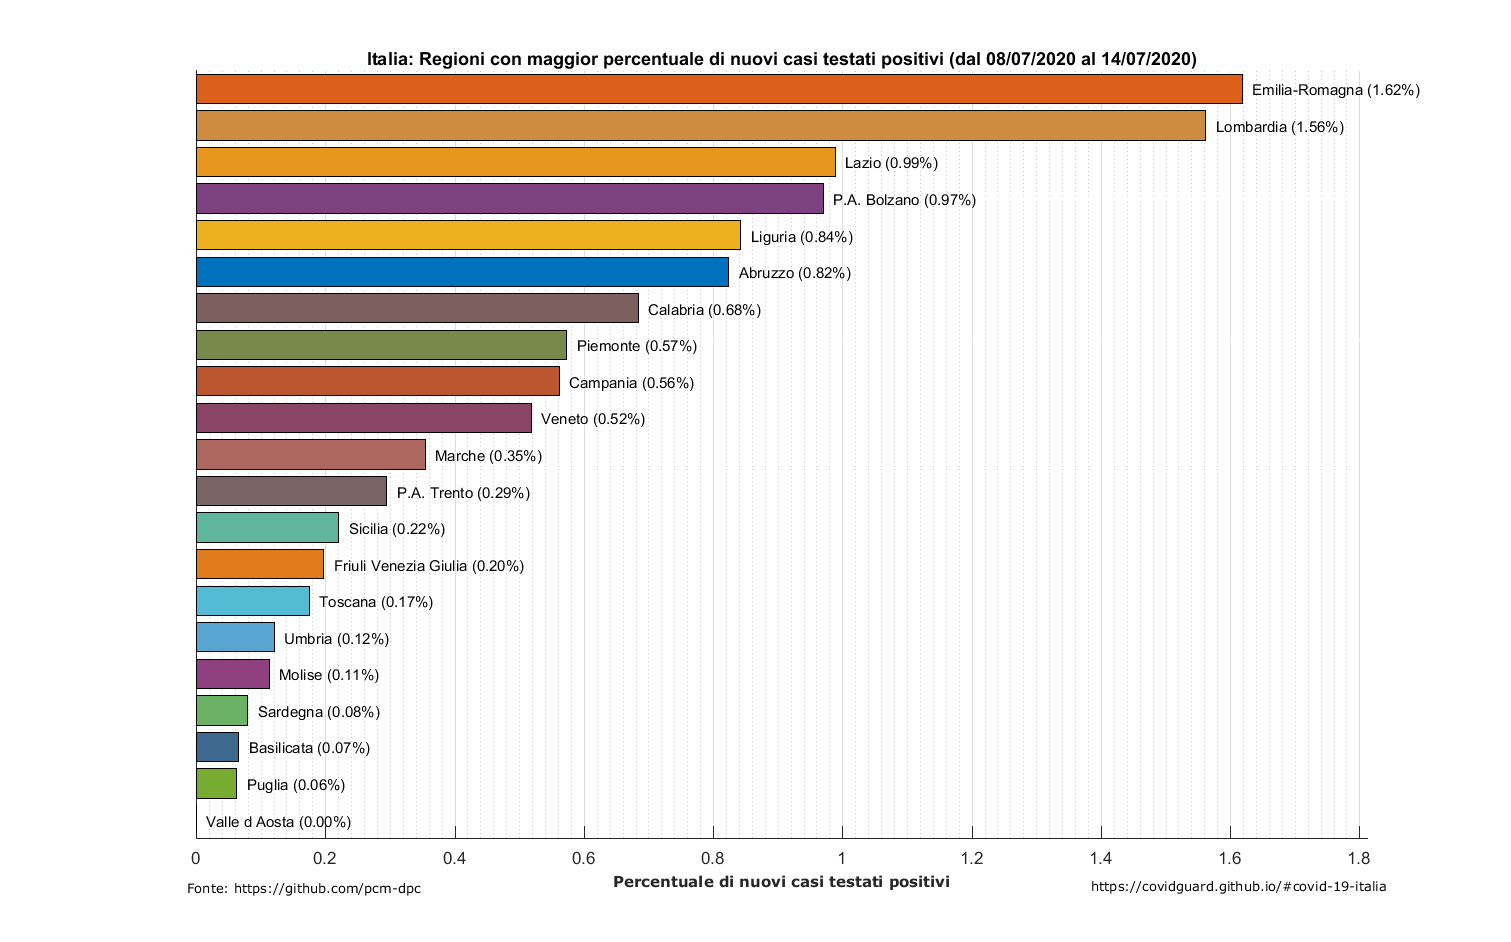 Italia: Regioni con maggior percentuale di nuovi casi testati positivi (dal 08/07/2020 al 14/07/2020)
Emilia-Romagna (1.62%)
Lombardia (1.56%)
Lazio (0.99%)
P.A. Bolzano (0.97%)
Liguria (0.84%)
Abruzzo (0.82%)
Calabria (0.68%)
Piemonte (0.57%)
Campania (0.56%)
Veneto (0.52%)
Marche (0.35%)
P.A. Trento (0.29%)
Sicilia (0.22%)
Friuli Venezia Giulia (0.20%)
Toscana (0.17%)
Umbria (0.12%)
Molise (0.11%)
Sardegna (0.08%)
Basilicata (0.07%)
Puglia (0.06%)
Valle d Aosta (0.00%)
0 0.2 0.4 0.6 0.8 1 1.2 1.4 1.6 1.8
Percentuale di nuovi casi testati positivi
Fonte: https://github.com/pcm-dpc
https://covidguard.github.io/#covid-19-italia